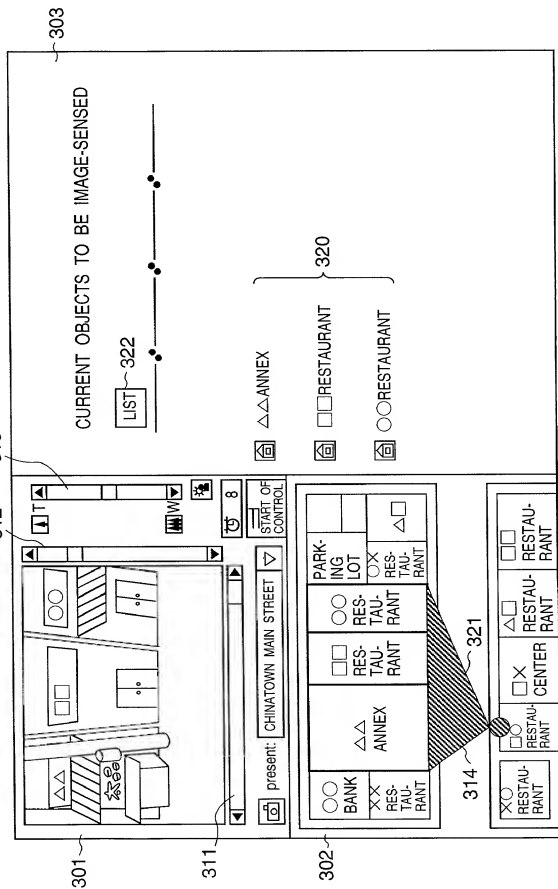 301
311
302
303
CURRENT OBJECTS TO BE IMAGE-SENSED
LIST
322
△△ANNEX
□□RESTAURANT
○○RESTAURANT
320
△△
□□
○○
T
W
8
START OF
CONTROL
present:
CHINATOWN MAIN STREET
○○
BANK
××
RES-
TAU-
RANT
△△
ANNEX
□□
RES-
TAU-
RANT
○○
RES-
TAU-
RANT
PARK-
ING
LOT
○×
RES-
TAU-
RANT
△□
314
321
×○
RESTAU-
RANT
□○
RESTAU-
RANT
□×
CENTER
△□
RESTAU-
RANT
□□
RESTAU-
RANT